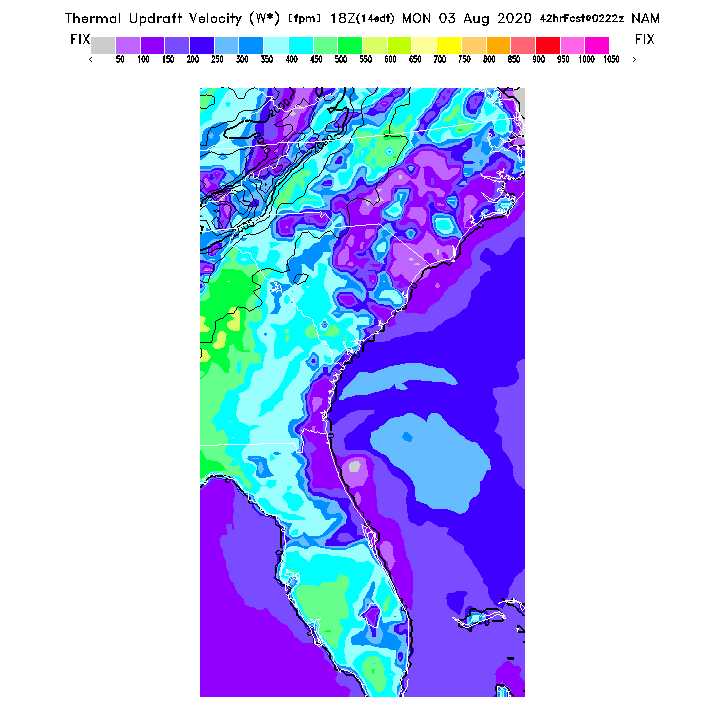 Thermal Updraft Velocity (W*) [fpm] 18Z(14edt) MON 03 Aug 2020 42hrFcst@0222z NAM
FIX FIX
< 50 100 150 200 250 300 350 400 450 500 550 600 650 700 750 800 850 900 950 1000 1050 >